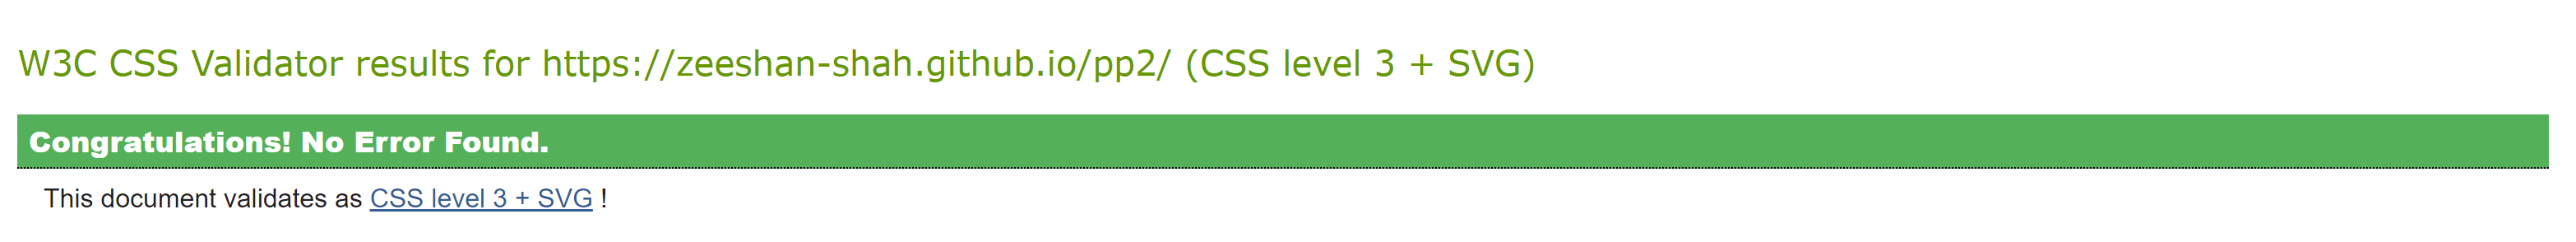 W3C CSS Validator results for https://zeeshan-shah.github.io/pp2/ (CSS level 3 + SVG)
Congratulations! No Error Found.
This document validates as CSS level 3 + SVG !